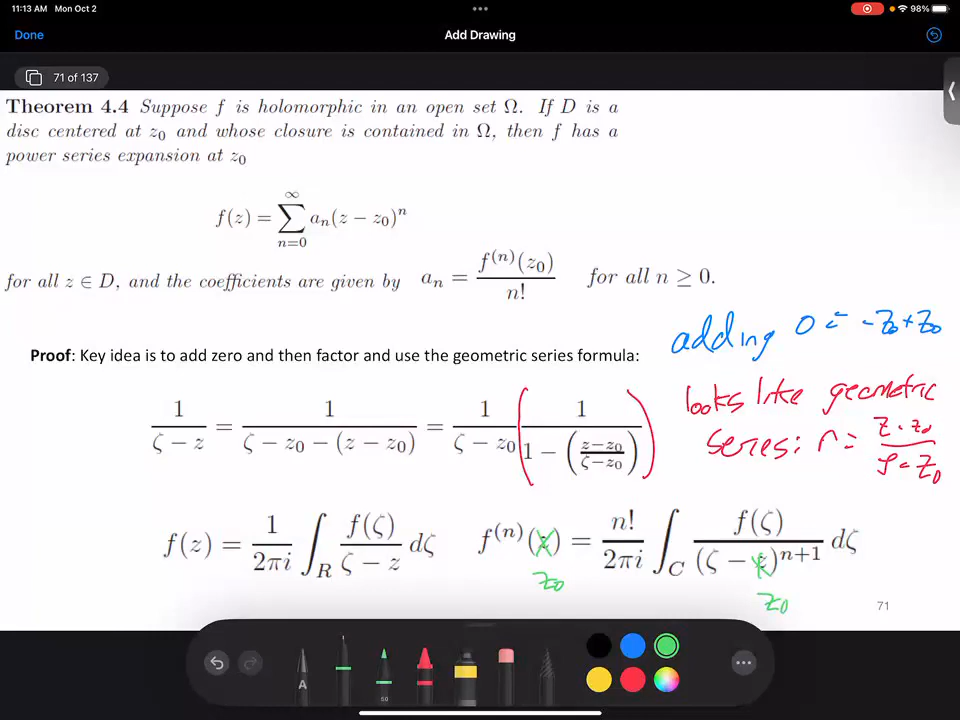 11:13 AM Mon Oct 2
98%
Done
Add Drawing
71 of 137
Theorem 4.4 Suppose f is holomorphic in an open set Ω. If D is a
disc centered at z₀ and whose closure is contained in Ω, then f has a
power series expansion at z₀
f(z) = ∑_{n=0}^{∞} aₙ(z − z₀)ⁿ
for all z ∈ D, and the coefficients are given by aₙ = f⁽ⁿ⁾(z₀)/n! for all n ≥ 0.
adding 0 = -z₀+z₀
Proof: Key idea is to add zero and then factor and use the geometric series formula:
looks like geometric
series: r = (z - z₀)/(ζ - z₀)
1/(ζ − z) = 1/(ζ − z₀ − (z − z₀)) = 1/(ζ − z₀) (1/(1 − ((z−z₀)/(ζ−z₀))))
f(z) = 1/(2πi) ∫_R f(ζ)/(ζ − z) dζ f⁽ⁿ⁾(z) = n!/(2πi) ∫_C f(ζ)/(ζ − z)ⁿ⁺¹ dζ
z₀ z₀
71
A
50